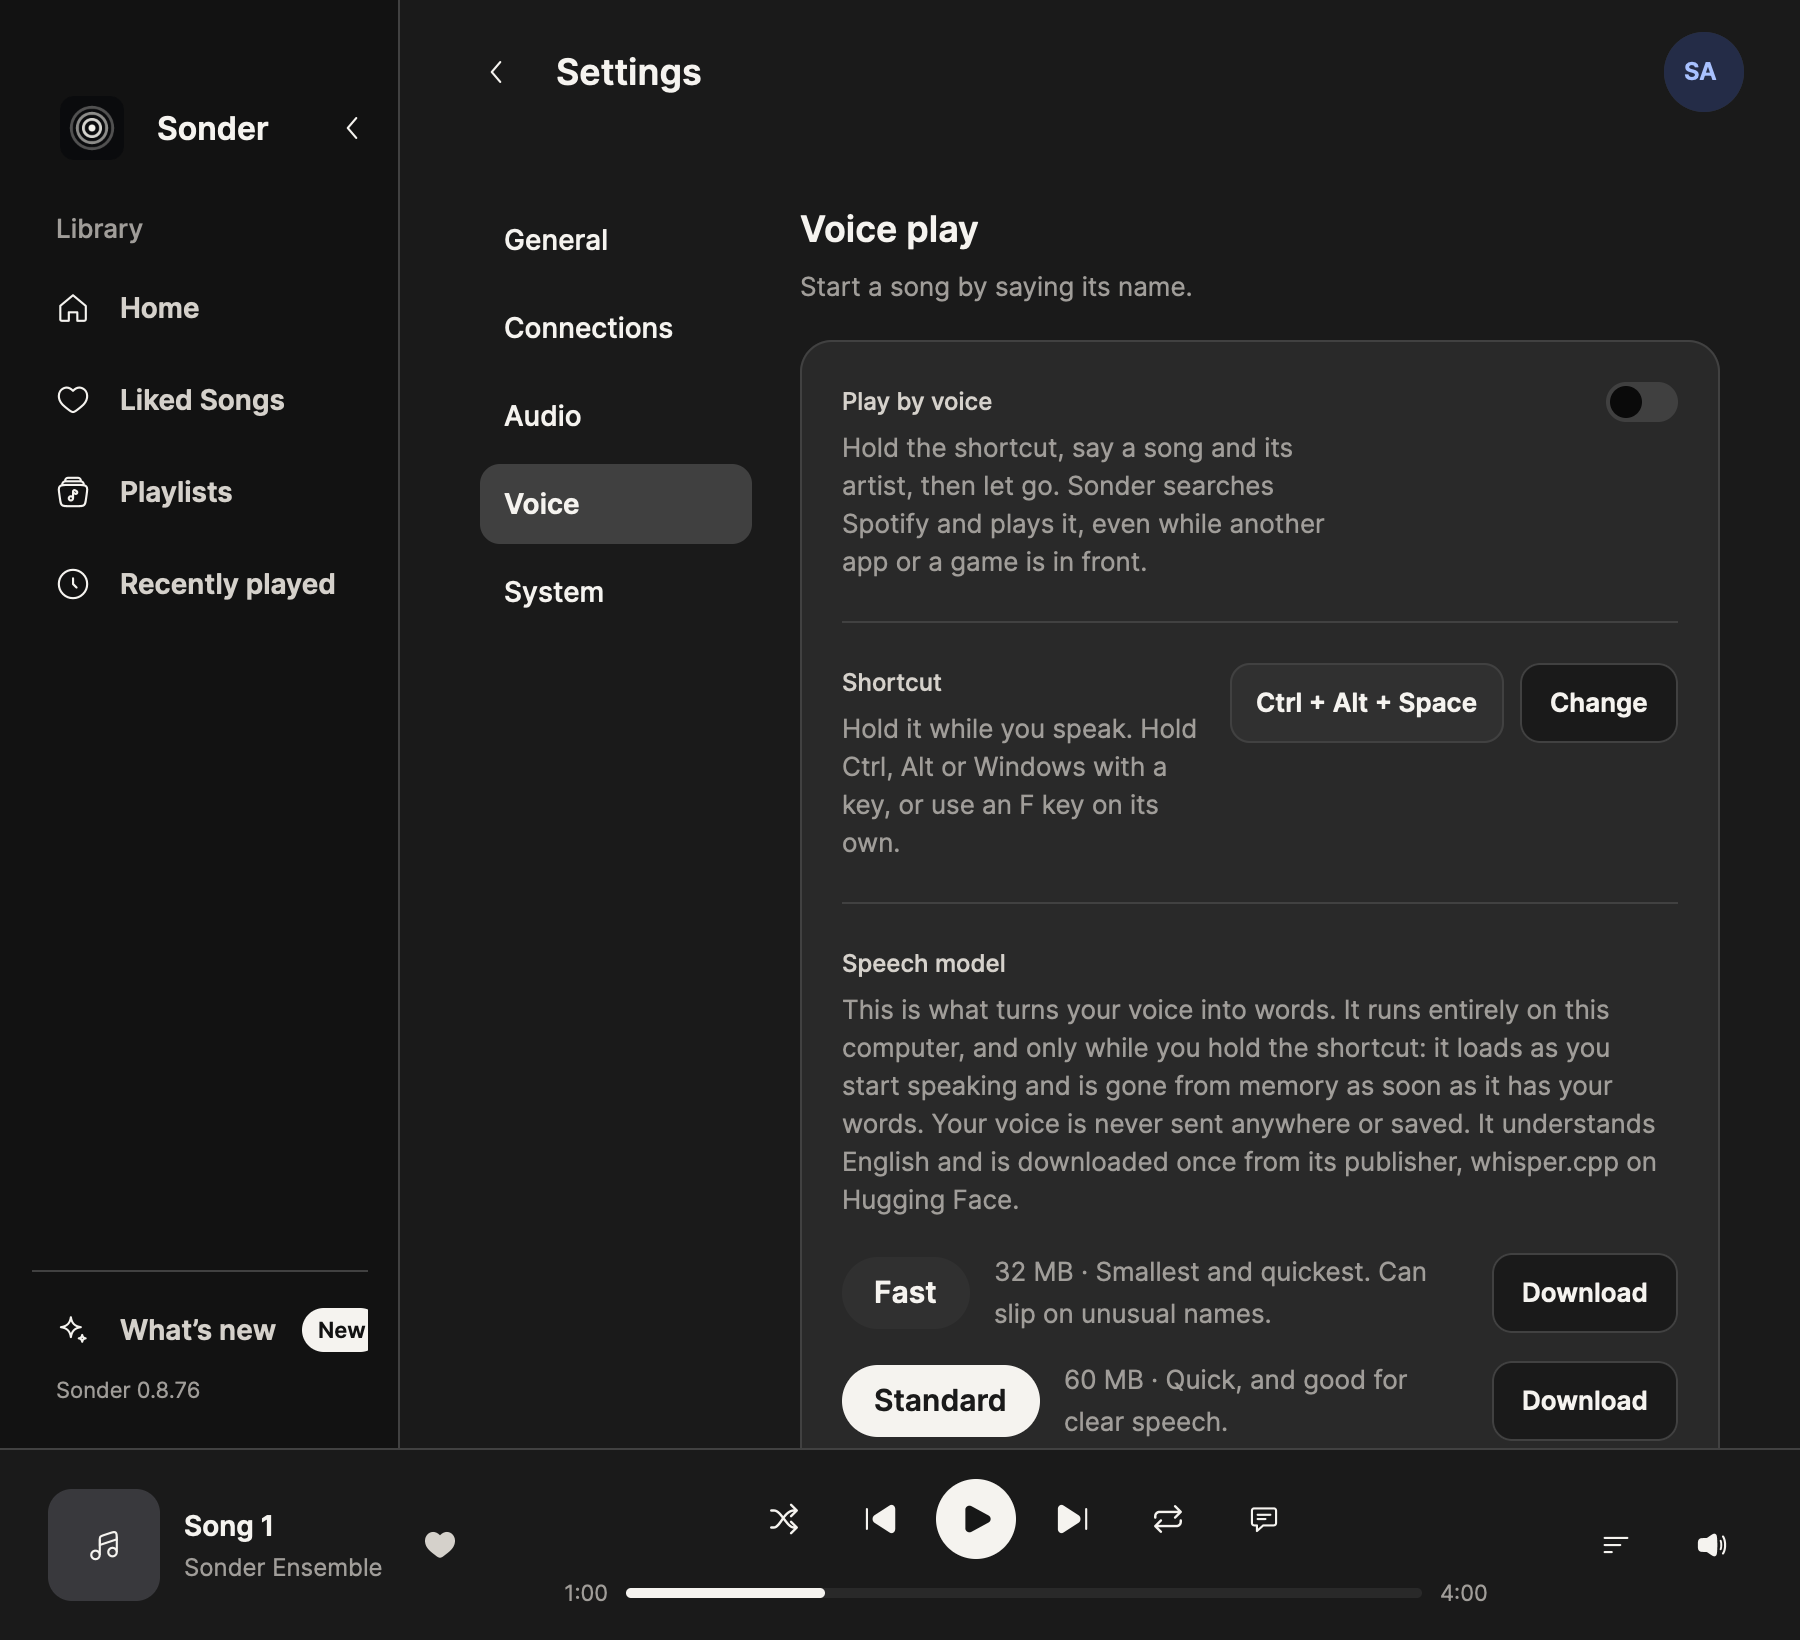 Sonder
Library
Home
Liked Songs
Playlists
Recently played
What's new
New
Sonder 0.8.76
Settings
SA
General
Connections
Audio
Voice
System
Voice play
Start a song by saying its name.
Play by voice
Hold the shortcut, say a song and its
artist, then let go. Sonder searches
Spotify and plays it, even while another
app or a game is in front.
Shortcut
Hold it while you speak. Hold
Ctrl, Alt or Windows with a
key, or use an F key on its
own.
Ctrl + Alt + Space
Change
Speech model
This is what turns your voice into words. It runs entirely on this
computer, and only while you hold the shortcut: it loads as you
start speaking and is gone from memory as soon as it has your
words. Your voice is never sent anywhere or saved. It understands
English and is downloaded once from its publisher, whisper.cpp on
Hugging Face.
Fast
32 MB · Smallest and quickest. Can
slip on unusual names.
Download
Standard
60 MB · Quick, and good for
clear speech.
Download
Song 1
Sonder Ensemble
1:00
4:00